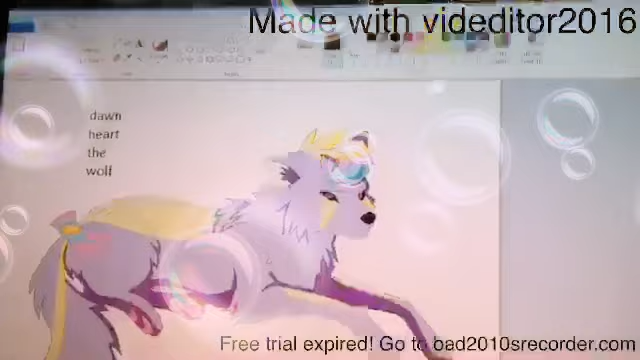 Made with videditor2016
dawn
heart
the
wolf
Free trial expired! Go to bad2010srecorder.com